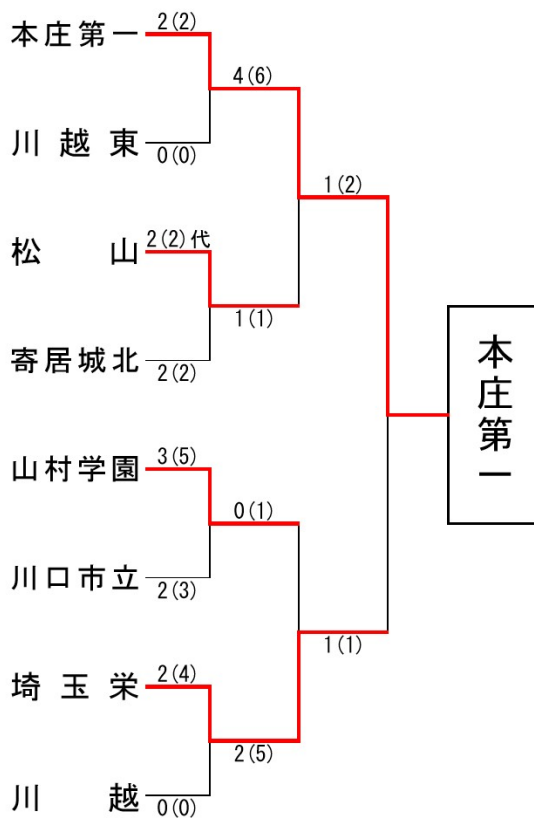 本庄第一
2(2)
川越東
0(0)
4(6)
松山
2(2)代
寄居城北
2(2)
1(1)
1(2)
山村学園
3(5)
川口市立
2(3)
0(1)
埼玉栄
2(4)
川越
0(0)
2(5)
1(1)
本庄第一